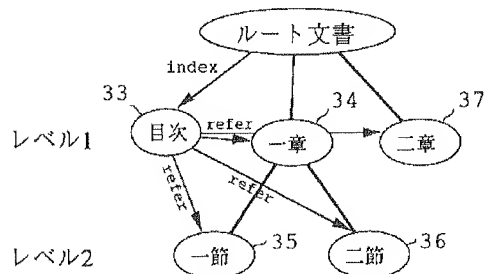 ルート文書
index
33
34
37
レベル1
目次
refer
一章
二章
refer
refer
レベル2
一節
35
二節
36